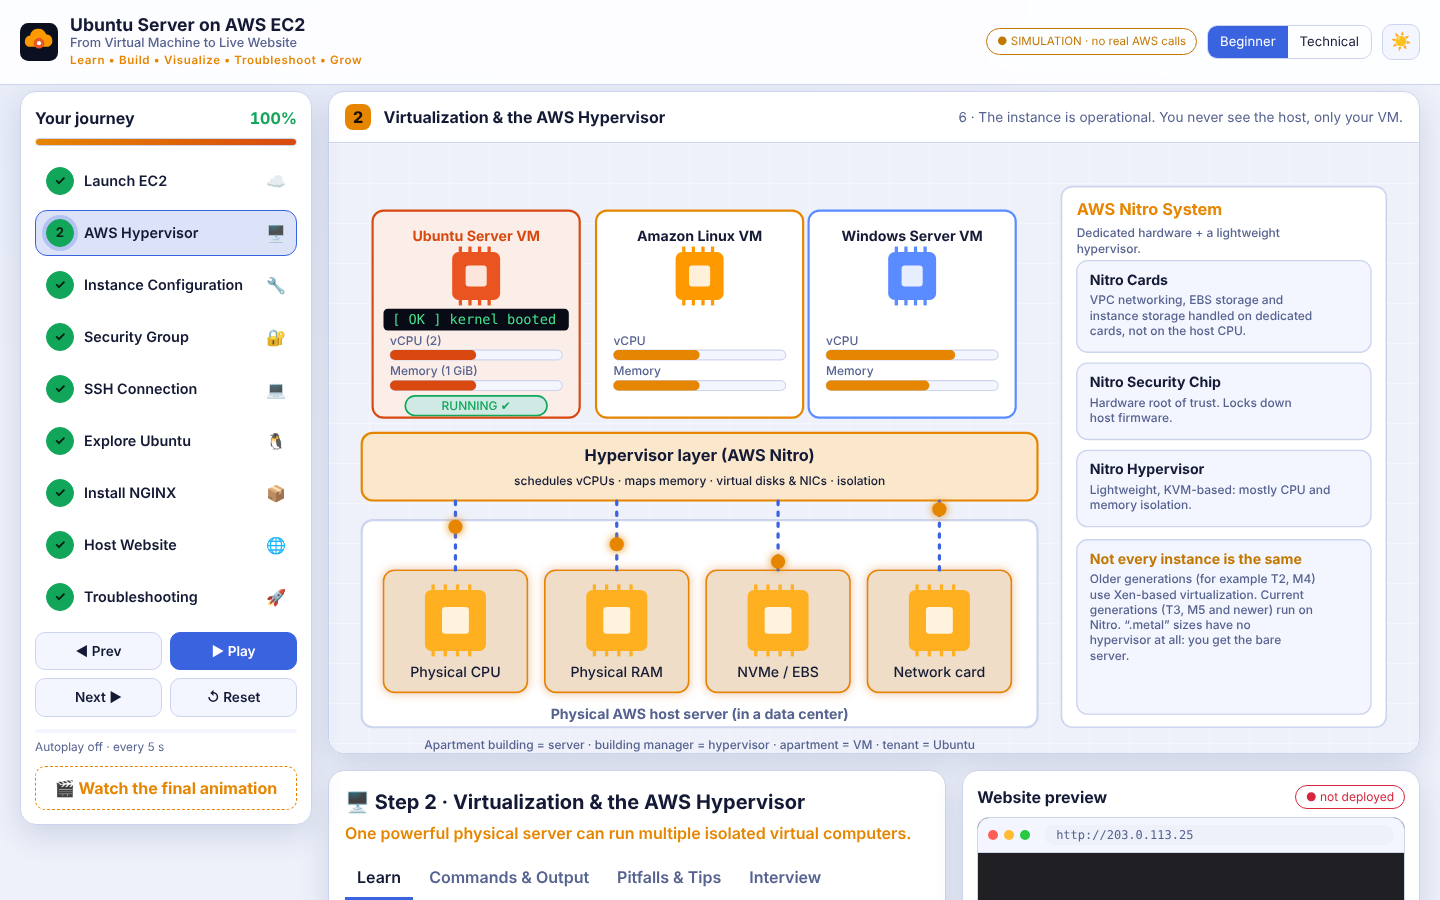 Ubuntu Server on AWS EC2
From Virtual Machine to Live Website
Learn • Build • Visualize • Troubleshoot • Grow
SIMULATION · no real AWS calls
Beginner
Technical
Your journey
100%
Launch EC2
2
AWS Hypervisor
Instance Configuration
Security Group
SSH Connection
Explore Ubuntu
Install NGINX
Host Website
Troubleshooting
◀ Prev
▶ Play
Next ▶
↺ Reset
Autoplay off · every 5 s
Watch the final animation
2
Virtualization & the AWS Hypervisor
6 · The instance is operational. You never see the host, only your VM.
Ubuntu Server VM
[ OK ] kernel booted
vCPU (2)
Memory (1 GiB)
RUNNING ✔
Amazon Linux VM
vCPU
Memory
Windows Server VM
vCPU
Memory
Hypervisor layer (AWS Nitro)
schedules vCPUs · maps memory · virtual disks & NICs · isolation
Physical CPU
Physical RAM
NVMe / EBS
Network card
Physical AWS host server (in a data center)
Apartment building = server · building manager = hypervisor · apartment = VM · tenant = Ubuntu
AWS Nitro System
Dedicated hardware + a lightweight
hypervisor.
Nitro Cards
VPC networking, EBS storage and
instance storage handled on dedicated
cards, not on the host CPU.
Nitro Security Chip
Hardware root of trust. Locks down
host firmware.
Nitro Hypervisor
Lightweight, KVM-based: mostly CPU and
memory isolation.
Not every instance is the same
Older generations (for example T2, M4)
use Xen-based virtualization. Current
generations (T3, M5 and newer) run on
Nitro. “.metal” sizes have no
hypervisor at all: you get the bare
server.
Step 2 · Virtualization & the AWS Hypervisor
One powerful physical server can run multiple isolated virtual computers.
Learn
Commands & Output
Pitfalls & Tips
Interview
Website preview
not deployed
http://203.0.113.25